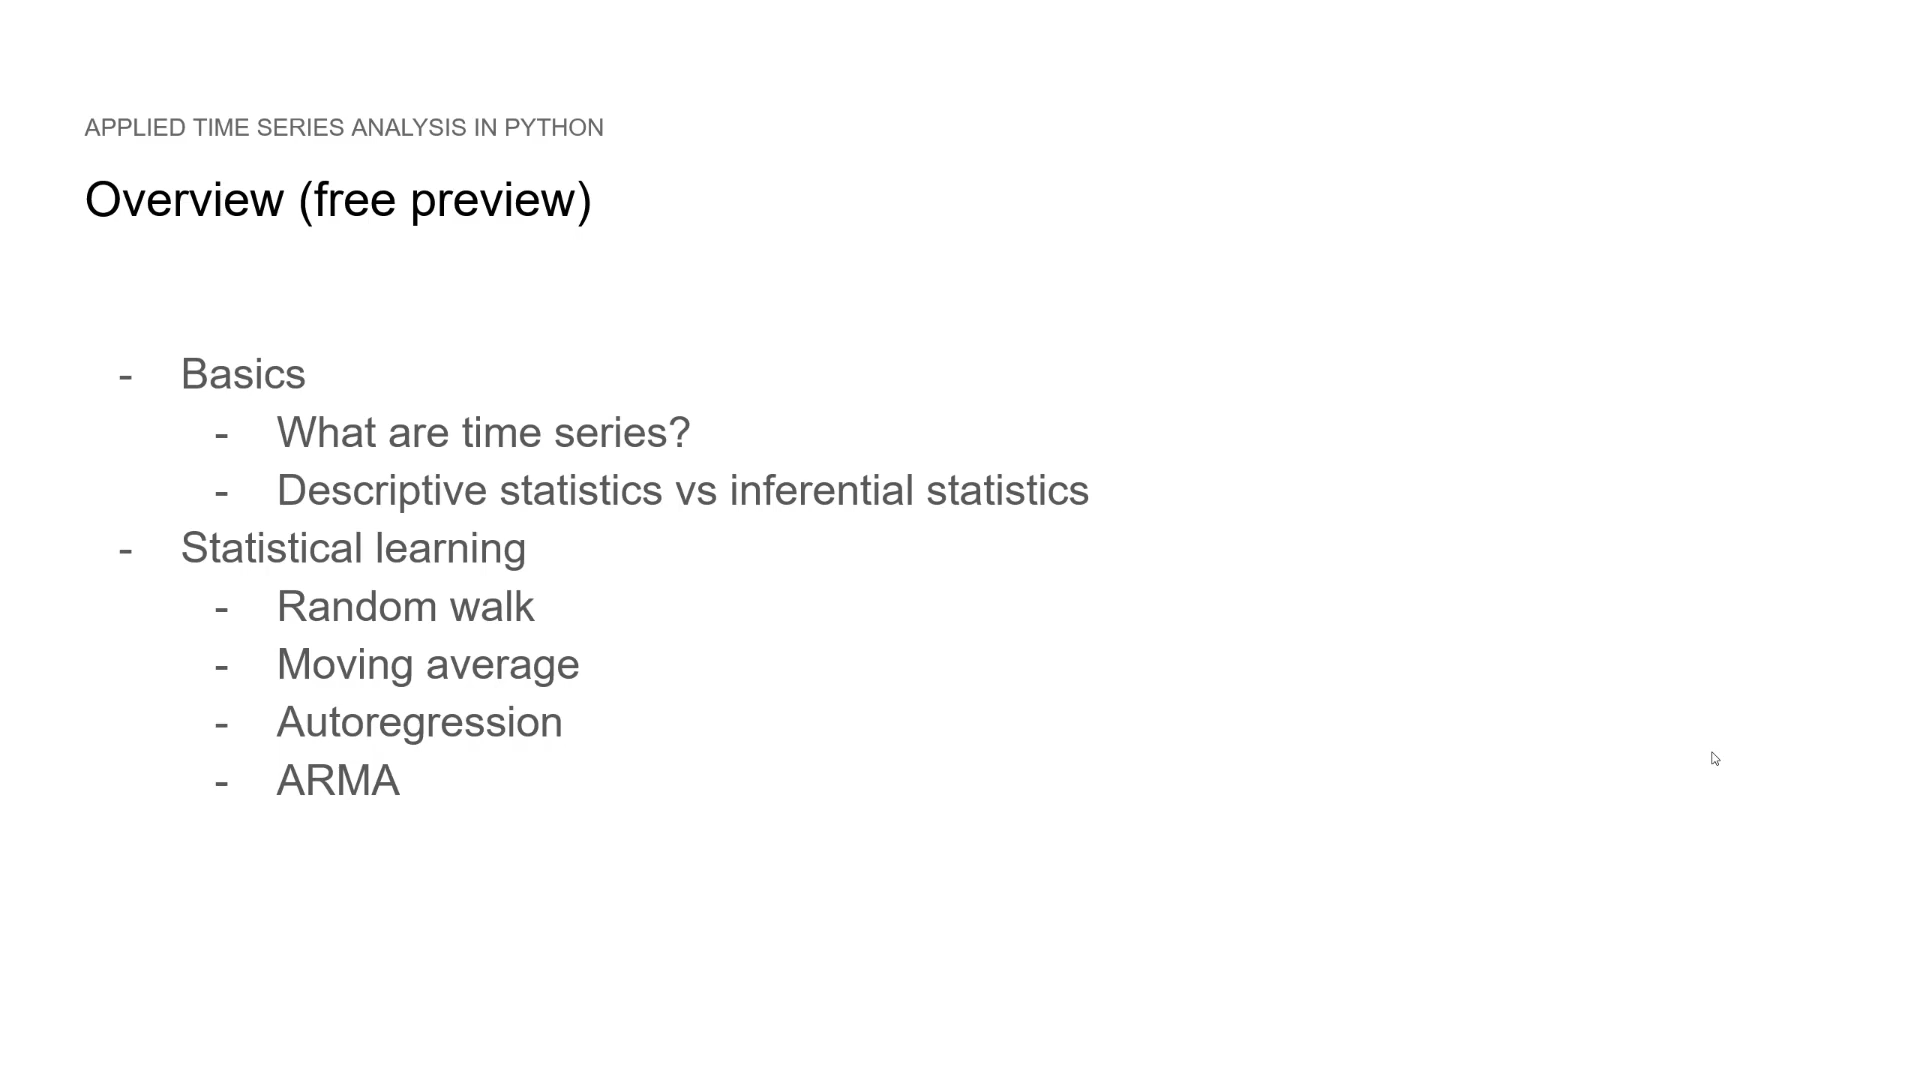 APPLIED TIME SERIES ANALYSIS IN PYTHON
Overview (free preview)
- Basics
- What are time series?
- Descriptive statistics vs inferential statistics
- Statistical learning
- Random walk
- Moving average
- Autoregression
- ARMA